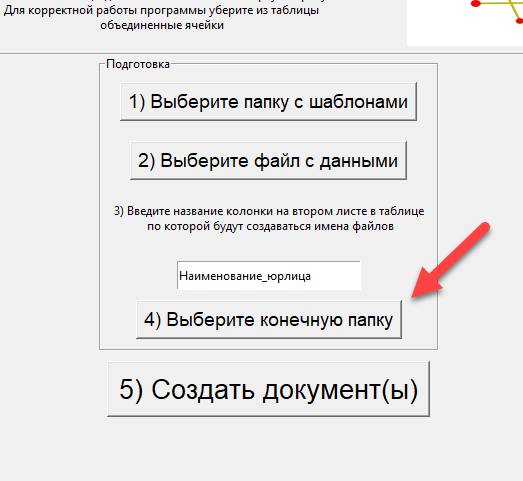 Для корректной работы программы уберите из таблицы
объединенные ячейки
Подготовка
1) Выберите папку с шаблонами
2) Выберите файл с данными
3) Введите название колонки на втором листе в таблице
по которой будут создаваться имена файлов
Наименование_юрлица
4) Выберите конечную папку
5) Создать документ(ы)